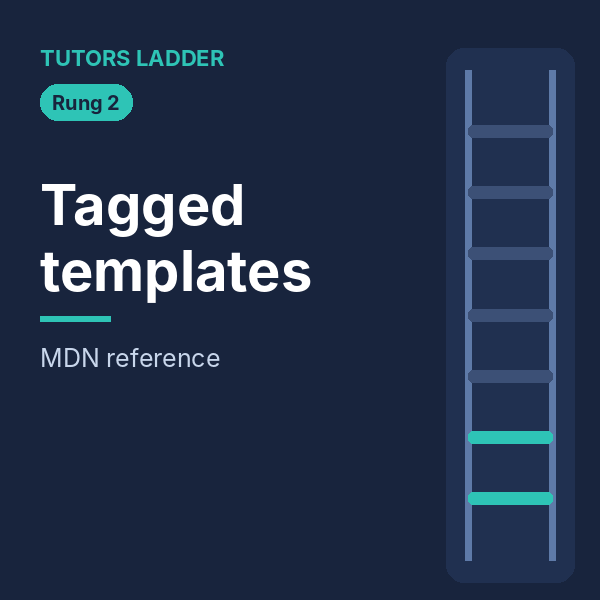 TUTORS LADDER
Rung 2
Tagged
templates
MDN reference